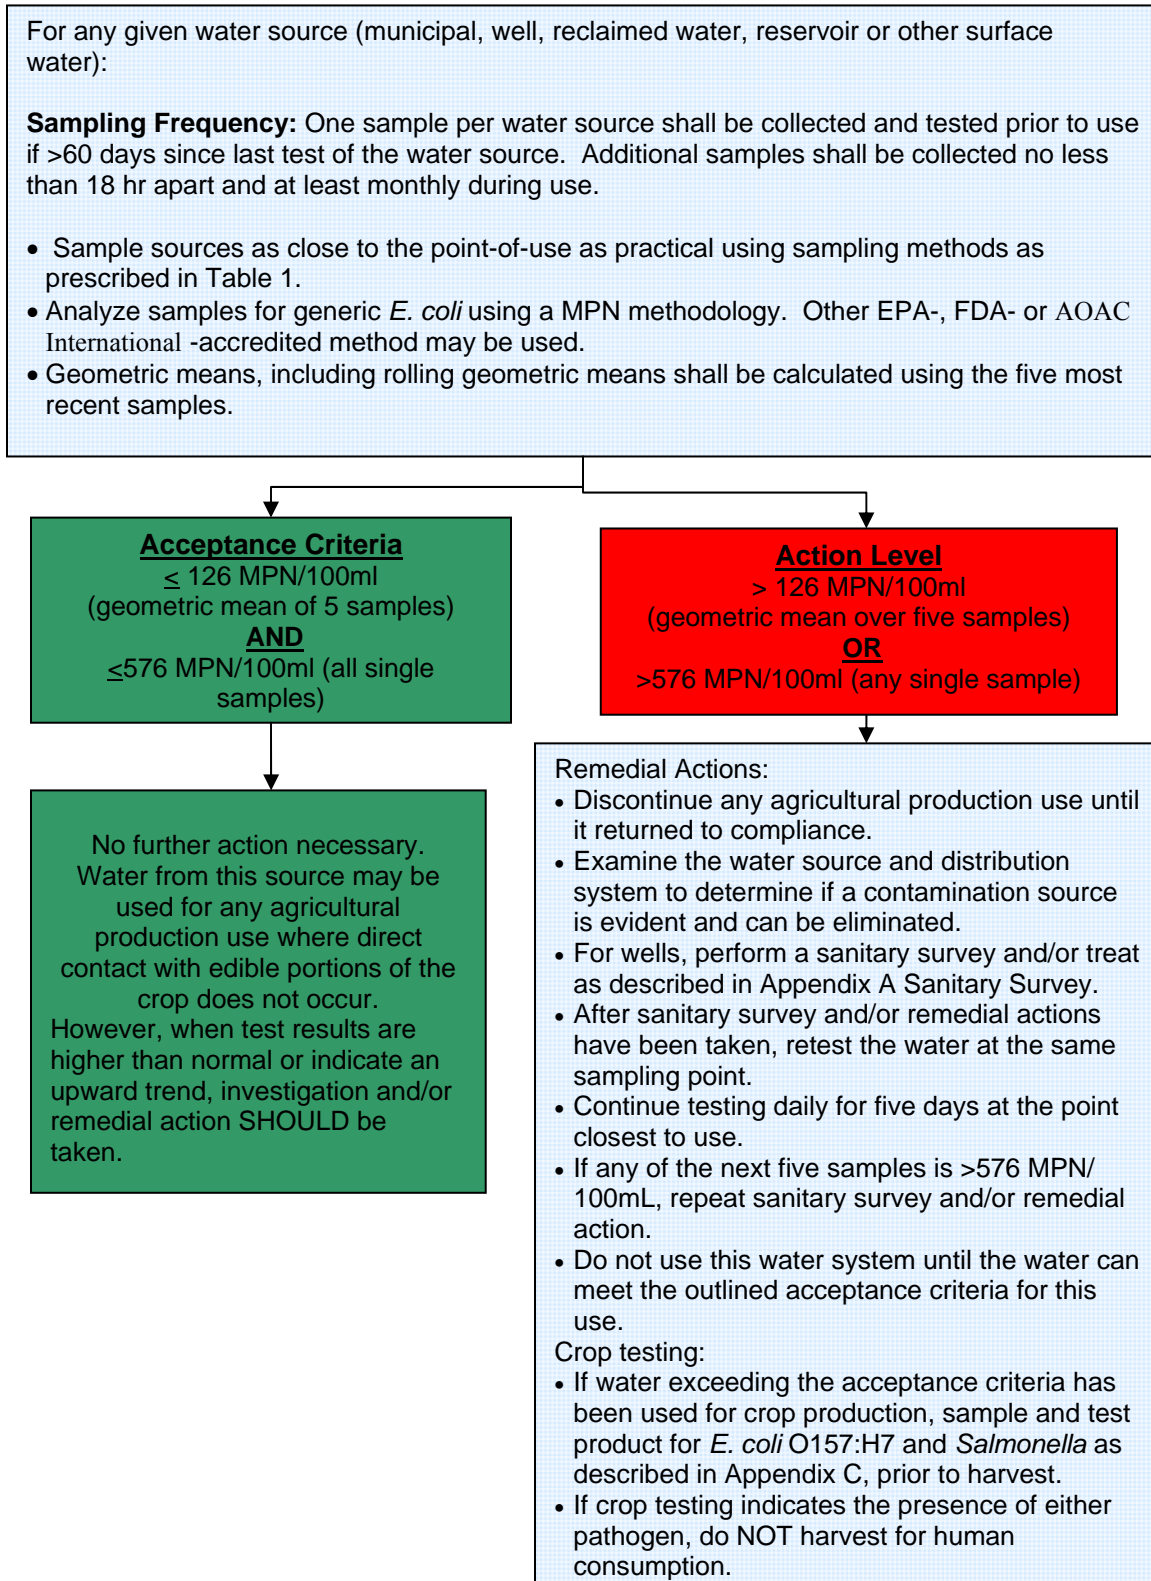 For any given water source (municipal, well, reclaimed water, reservoir or other surface
water):
Sampling Frequency: One sample per water source shall be collected and tested prior to use
if >60 days since last test of the water source. Additional samples shall be collected no less
than 18 hr apart and at least monthly during use.
• Sample sources as close to the point-of-use as practical using sampling methods as
prescribed in Table 1.
• Analyze samples for generic E. coli using a MPN methodology. Other EPA-, FDA- or AOAC
International -accredited method may be used.
• Geometric means, including rolling geometric means shall be calculated using the five most
recent samples.
Acceptance Criteria
≤ 126 MPN/100ml
(geometric mean of 5 samples)
AND
≤576 MPN/100ml (all single
samples)
No further action necessary.
Water from this source may be
used for any agricultural
production use where direct
contact with edible portions of the
crop does not occur.
However, when test results are
higher than normal or indicate an
upward trend, investigation and/or
remedial action SHOULD be
taken.
Action Level
> 126 MPN/100ml
(geometric mean over five samples)
OR
>576 MPN/100ml (any single sample)
Remedial Actions:
• Discontinue any agricultural production use until
it returned to compliance.
• Examine the water source and distribution
system to determine if a contamination source
is evident and can be eliminated.
• For wells, perform a sanitary survey and/or treat
as described in Appendix A Sanitary Survey.
• After sanitary survey and/or remedial actions
have been taken, retest the water at the same
sampling point.
• Continue testing daily for five days at the point
closest to use.
• If any of the next five samples is >576 MPN/
100mL, repeat sanitary survey and/or remedial
action.
• Do not use this water system until the water can
meet the outlined acceptance criteria for this
use.
Crop testing:
• If water exceeding the acceptance criteria has
been used for crop production, sample and test
product for E. coli O157:H7 and Salmonella as
described in Appendix C, prior to harvest.
• If crop testing indicates the presence of either
pathogen, do NOT harvest for human
consumption.